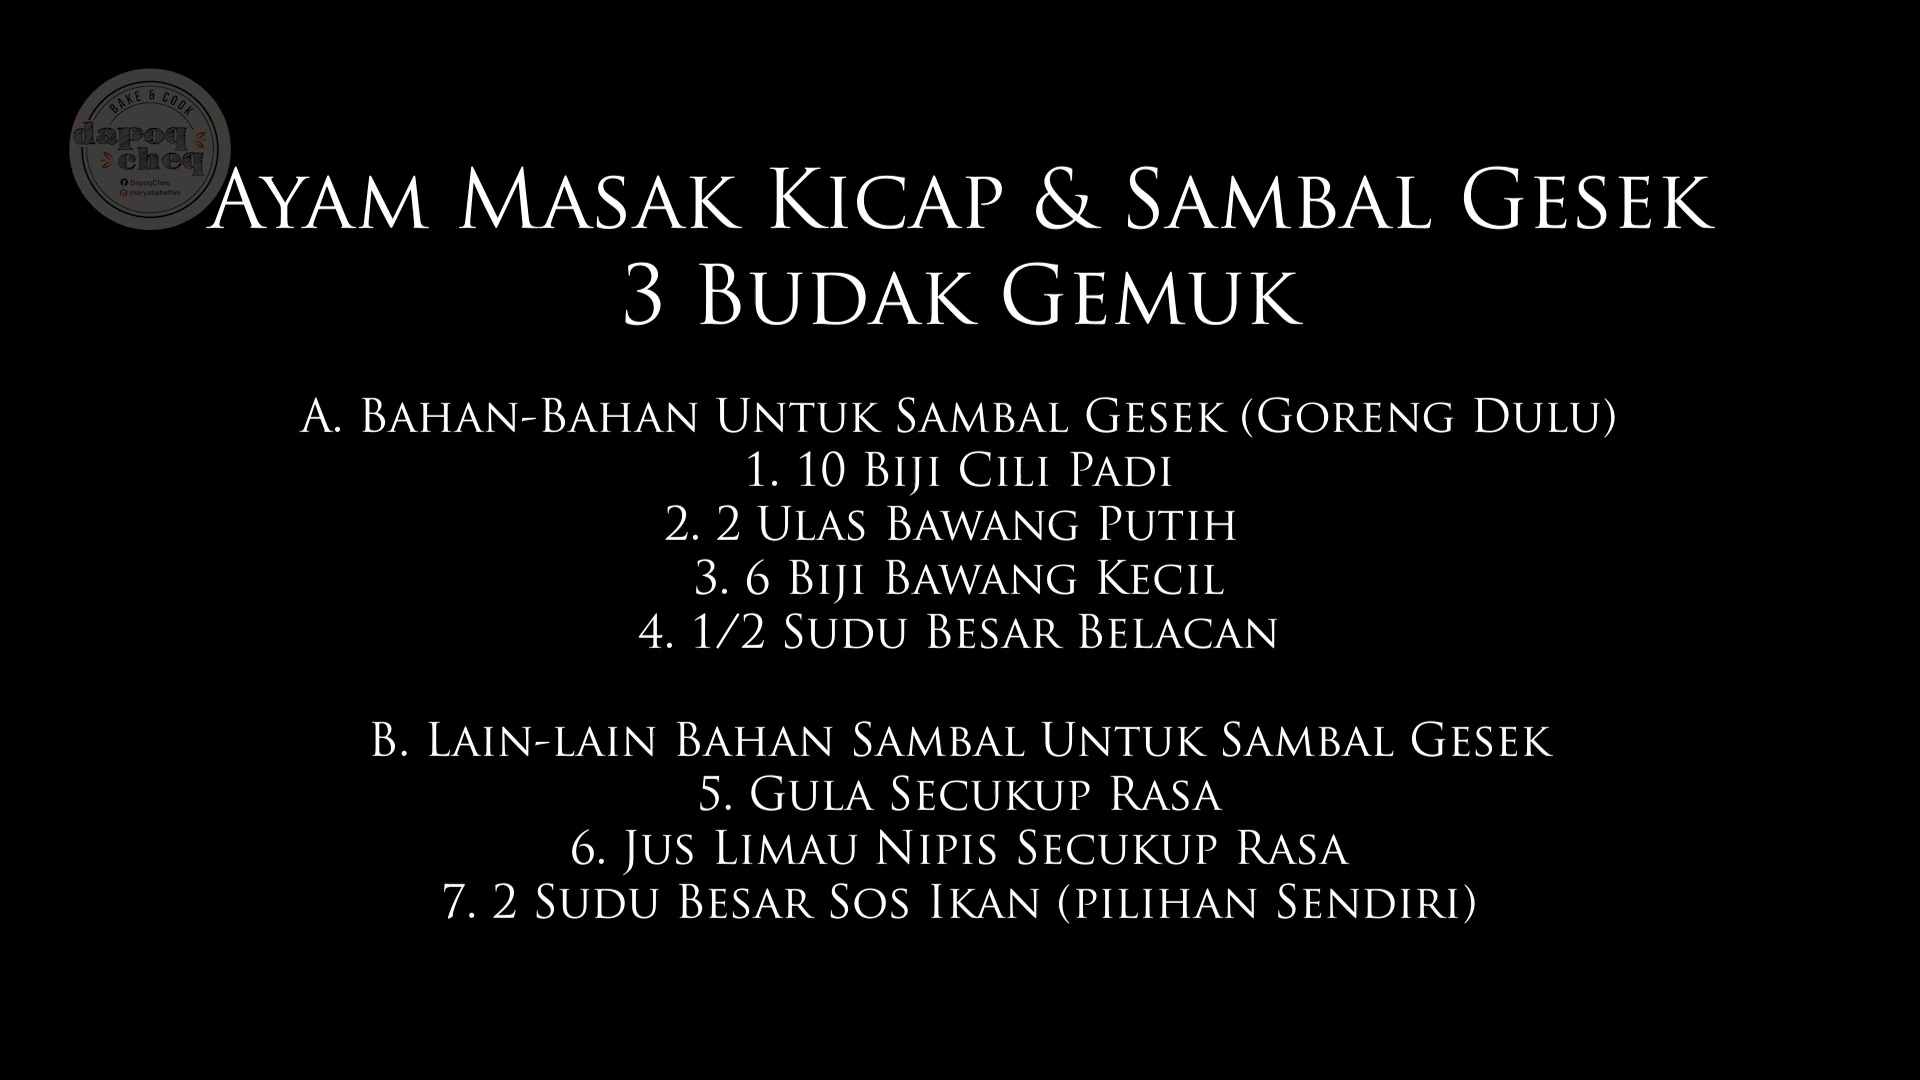 BAKE & COOK
dapoq
cheq
DapoqCheq
Ayam Masak Kicap & Sambal Gesek
3 Budak Gemuk
A. Bahan-Bahan Untuk Sambal Gesek (Goreng Dulu)
1. 10 Biji Cili Padi
2. 2 Ulas Bawang Putih
3. 6 Biji Bawang Kecil
4. 1/2 Sudu Besar Belacan
B. Lain-lain Bahan Sambal Untuk Sambal Gesek
5. Gula Secukup Rasa
6. Jus Limau Nipis Secukup Rasa
7. 2 Sudu Besar Sos Ikan (pilihan Sendiri)